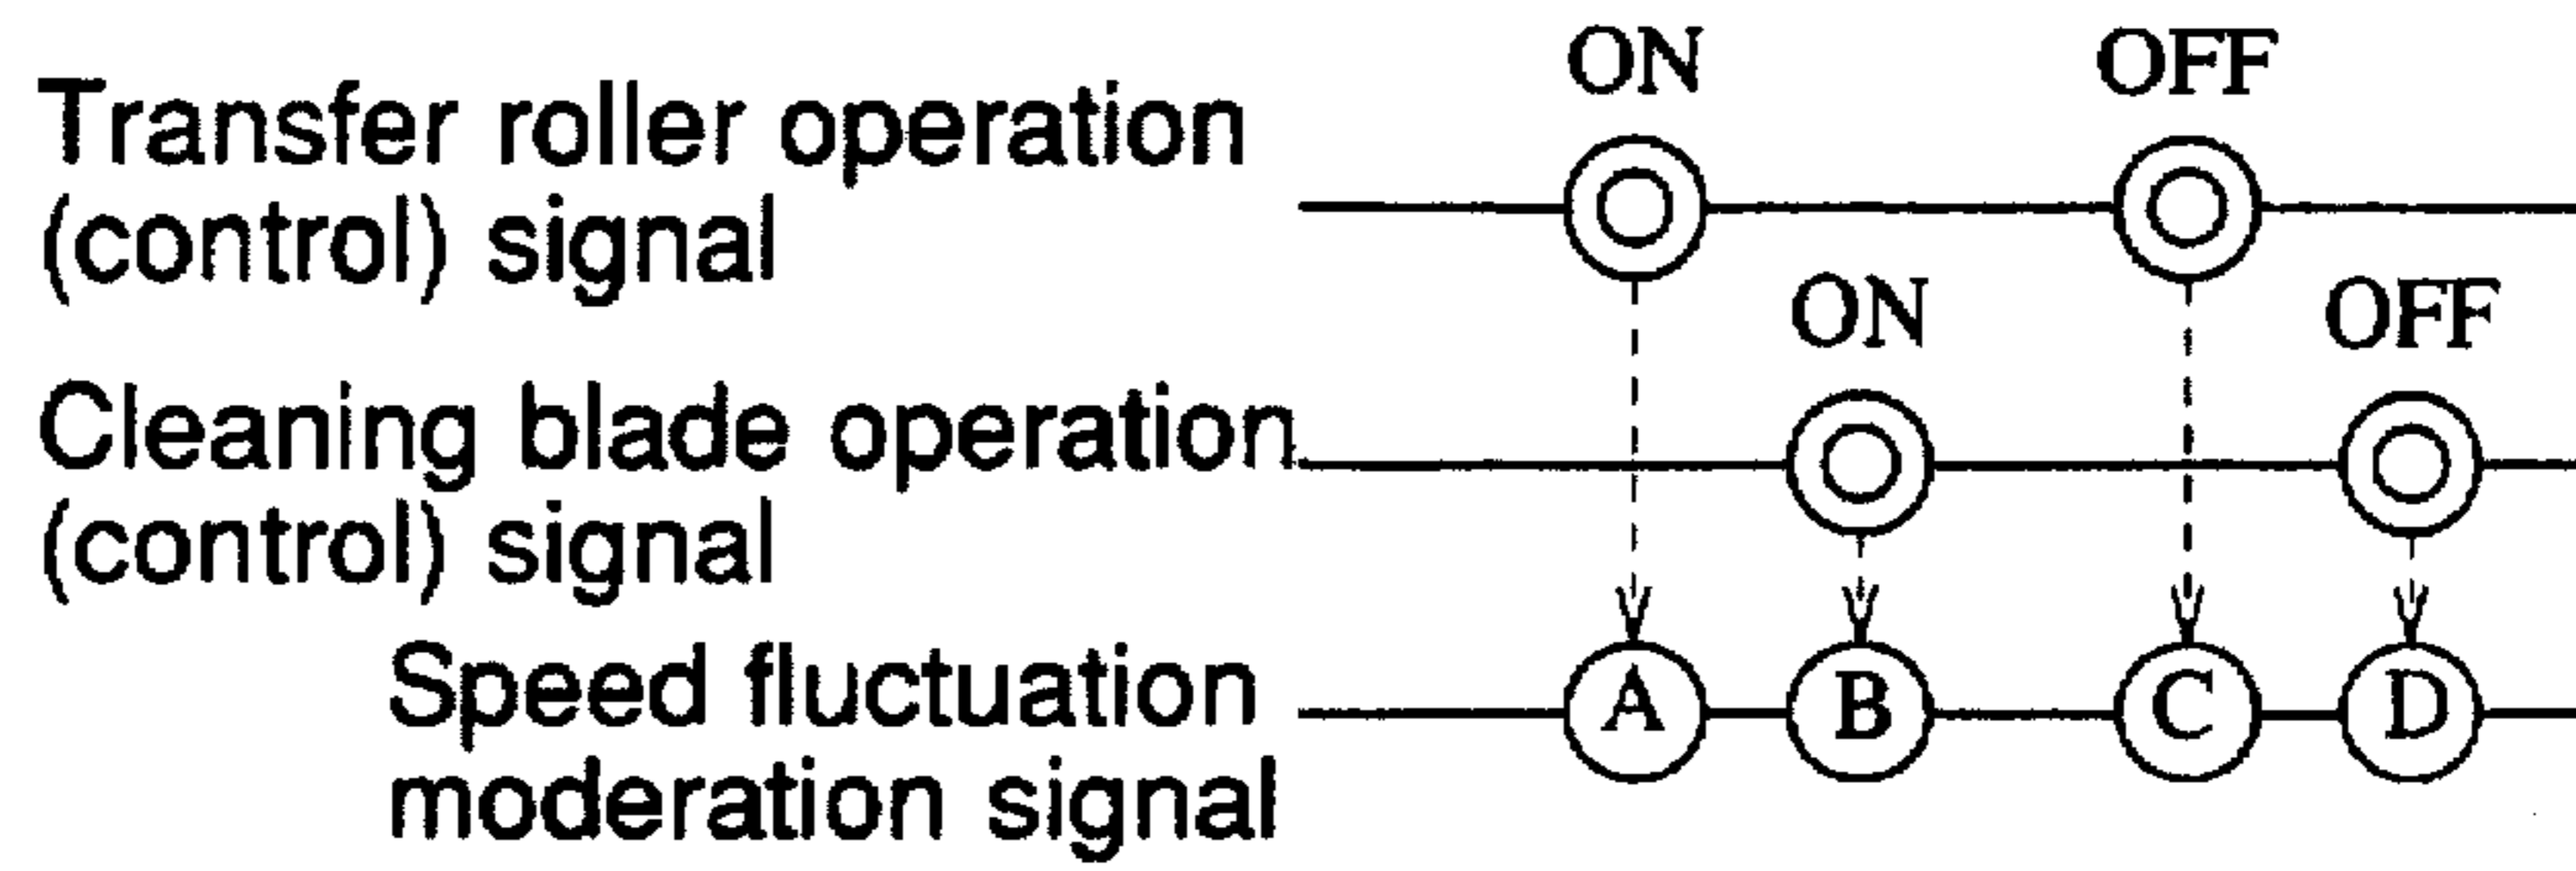 ON OFF
Transfer roller operation
(control) signal
ON OFF
Cleaning blade operation
(control) signal
Speed fluctuation
moderation signal
A B C D